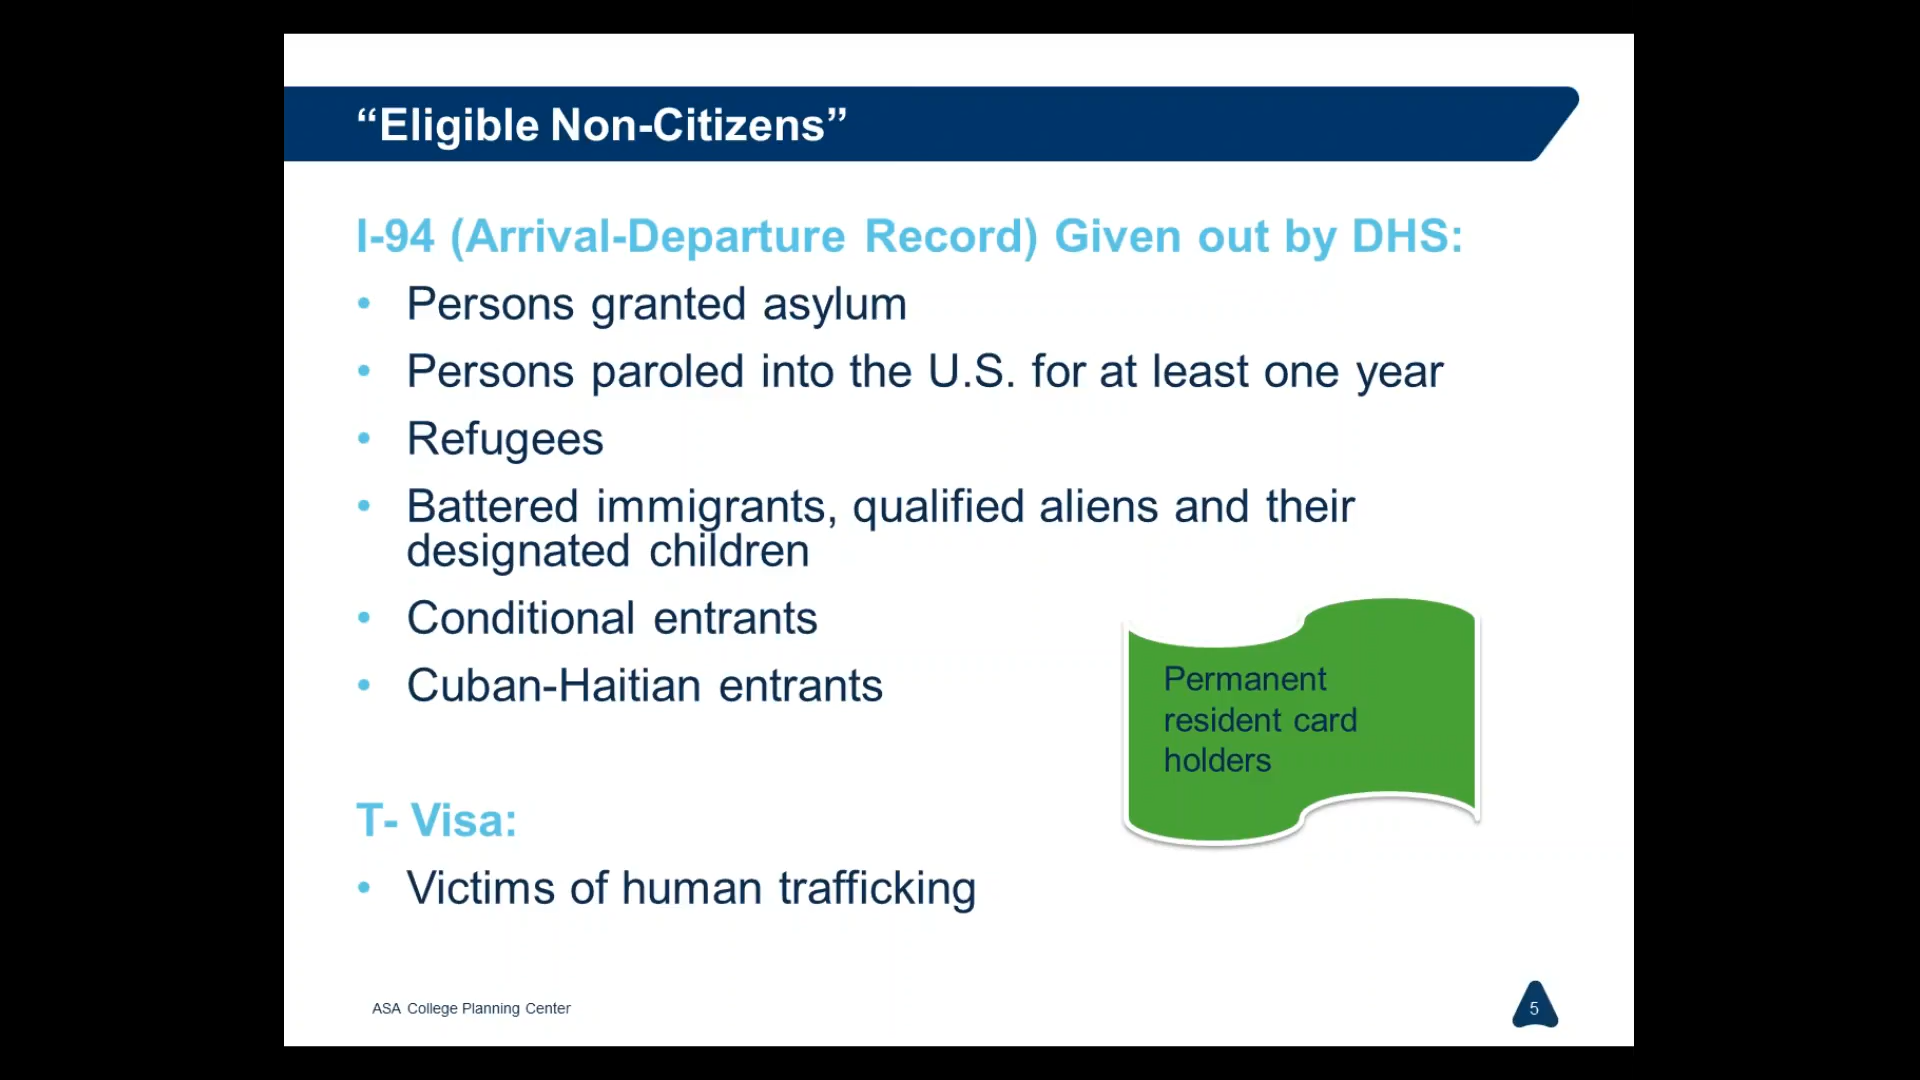 “Eligible Non-Citizens”
I-94 (Arrival-Departure Record) Given out by DHS:
• Persons granted asylum
• Persons paroled into the U.S. for at least one year
• Refugees
• Battered immigrants, qualified aliens and their
designated children
• Conditional entrants
• Cuban-Haitian entrants
Permanent
resident card
holders
T- Visa:
• Victims of human trafficking
ASA College Planning Center
5